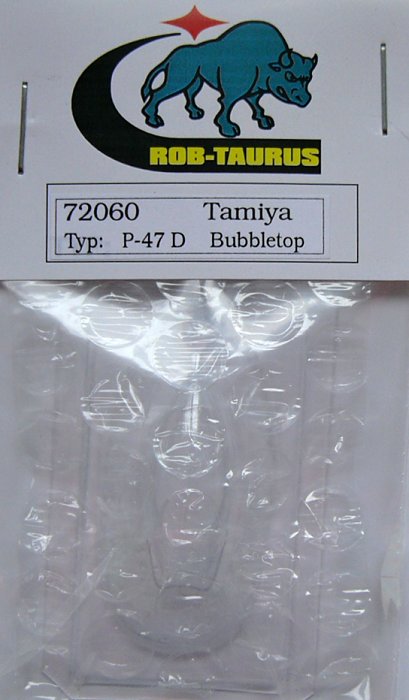 ROB-TAURUS
72060 Tamiya
Typ: P-47 D Bubbletop